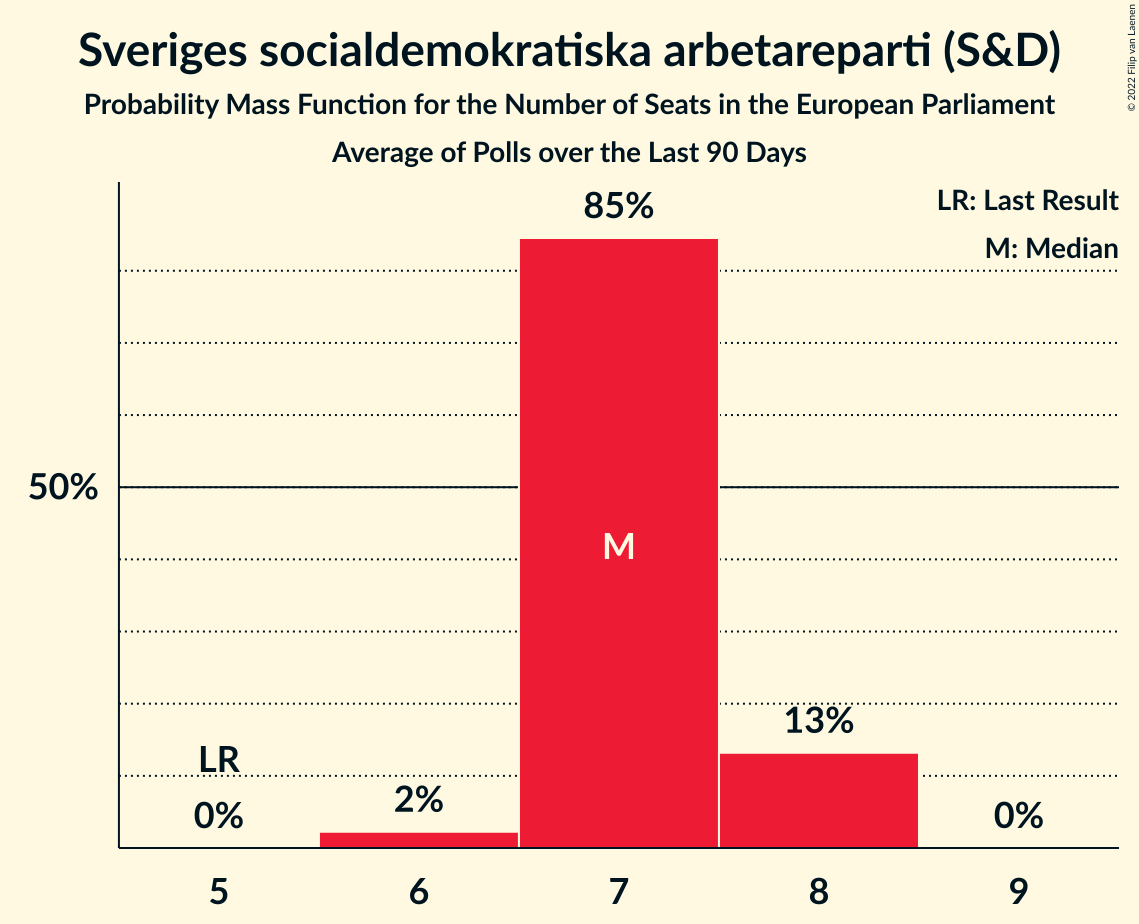 Sveriges socialdemokratiska arbetareparti (S&D)
Probability Mass Function for the Number of Seats in the European Parliament
Average of Polls over the Last 90 Days
© 2022 Filip van Laenen
LR: Last Result
M: Median
85%
50%
M
13%
LR
2%
0%
0%
5 6 7 8 9